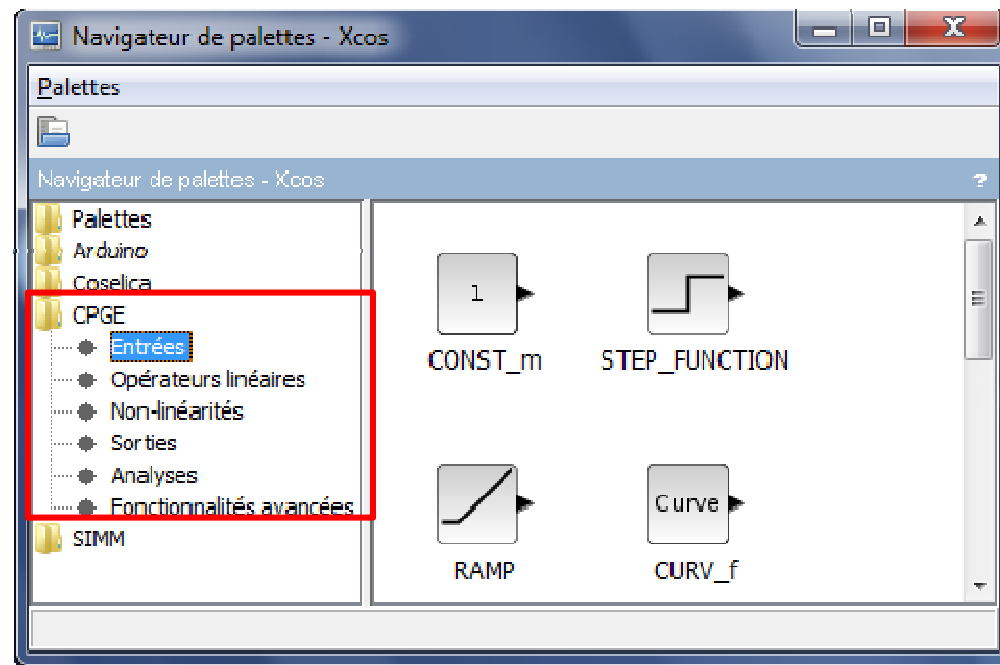 Navigateur de palettes - Xcos
Palettes
Navigateur de palettes - Xcos ?
Palettes
Arduino
Coselica
CPGE
Entrées
Opérateurs linéaires
Non-linéarités
Sorties
Analyses
Fonctionnalités avancées
SIMM
1
CONST_m
STEP_FUNCTION
RAMP
Curve
CURV_f